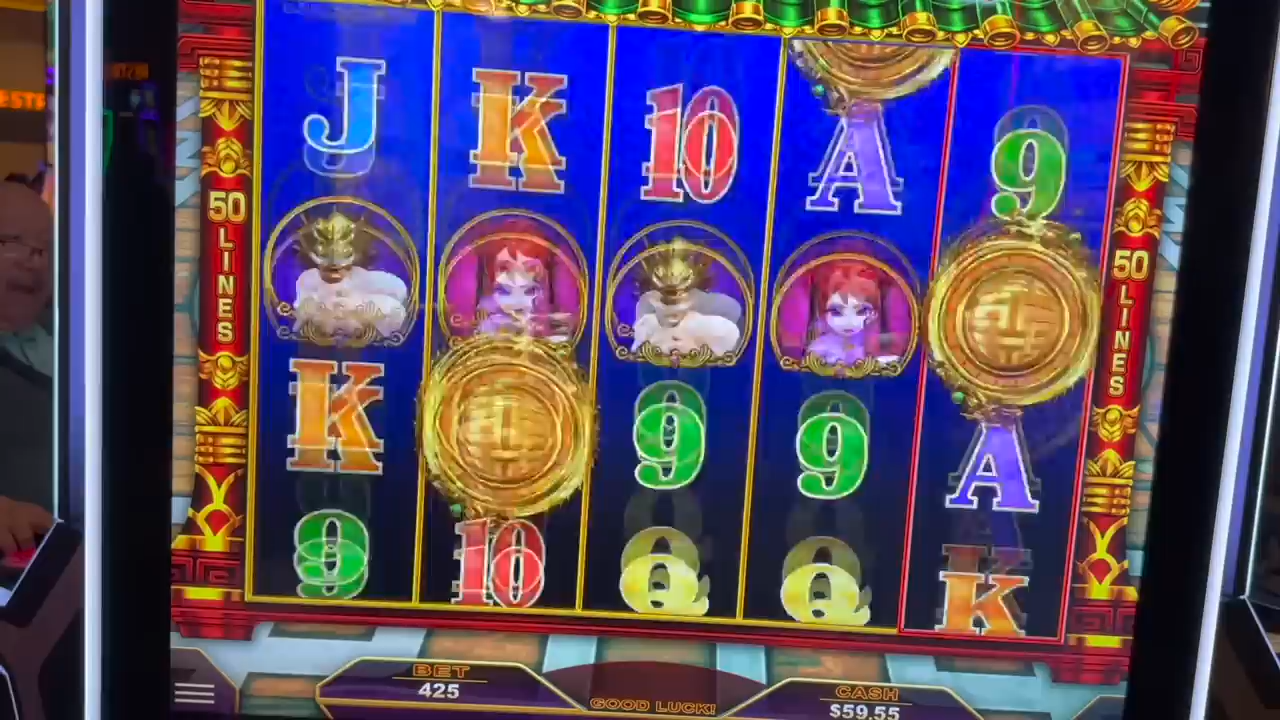 J K 10 A 9
50 LINES
50 LINES
K 9 9 A
9 10 Q Q K
BET
425
GOOD LUCK!
CASH
$59.55